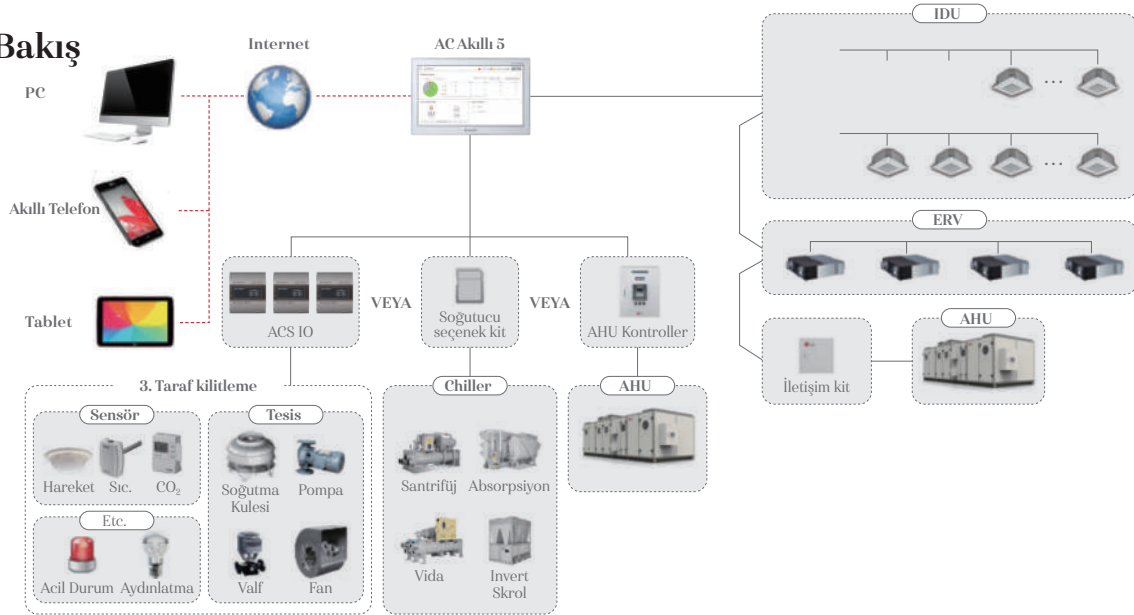 Bakış
PC
Internet
AC Akıllı 5
IDU
Akıllı Telefon
ERV
Tablet
ACS IO
VEYA
Soğutucu
seçenek kit
VEYA
AHU Kontroller
İletişim kit
AHU
3. Taraf kilitleme
Sensör
Hareket
Sıc.
CO₂
Etc.
Acil Durum
Aydınlatma
Tesis
Soğutma
Kulesi
Pompa
Valf
Fan
Chiller
Santrifüj
Absorpsiyon
Vida
Invert
Skrol
AHU